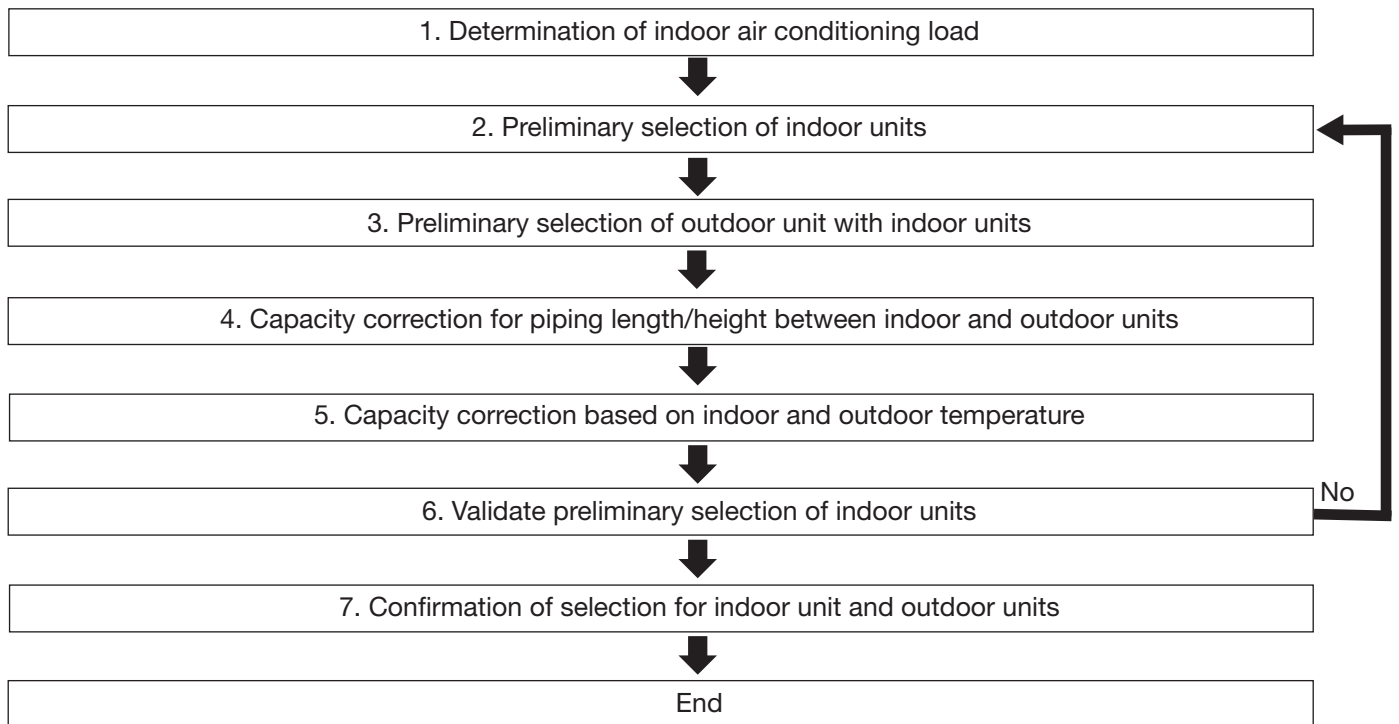 1. Determination of indoor air conditioning load
2. Preliminary selection of indoor units
3. Preliminary selection of outdoor unit with indoor units
4. Capacity correction for piping length/height between indoor and outdoor units
5. Capacity correction based on indoor and outdoor temperature
6. Validate preliminary selection of indoor units
No
7. Confirmation of selection for indoor unit and outdoor units
End